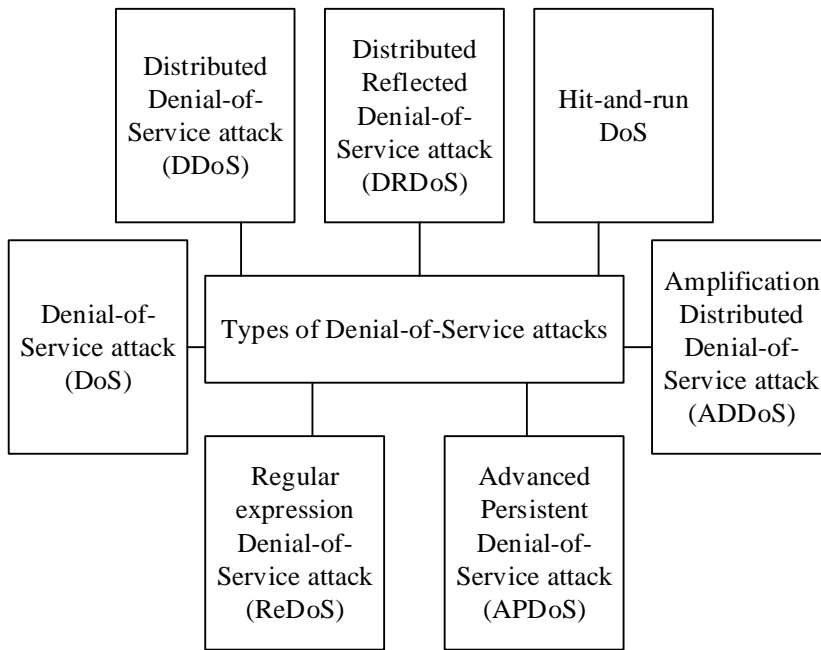 Distributed
Denial-of-
Service attack
(DDoS)
Distributed
Reflected
Denial-of-
Service attack
(DRDoS)
Hit-and-run
DoS
Denial-of-
Service attack
(DoS)
Types of Denial-of-Service attacks
Amplification
Distributed
Denial-of-
Service attack
(ADDoS)
Regular
expression
Denial-of-
Service attack
(ReDoS)
Advanced
Persistent
Denial-of-
Service attack
(APDoS)